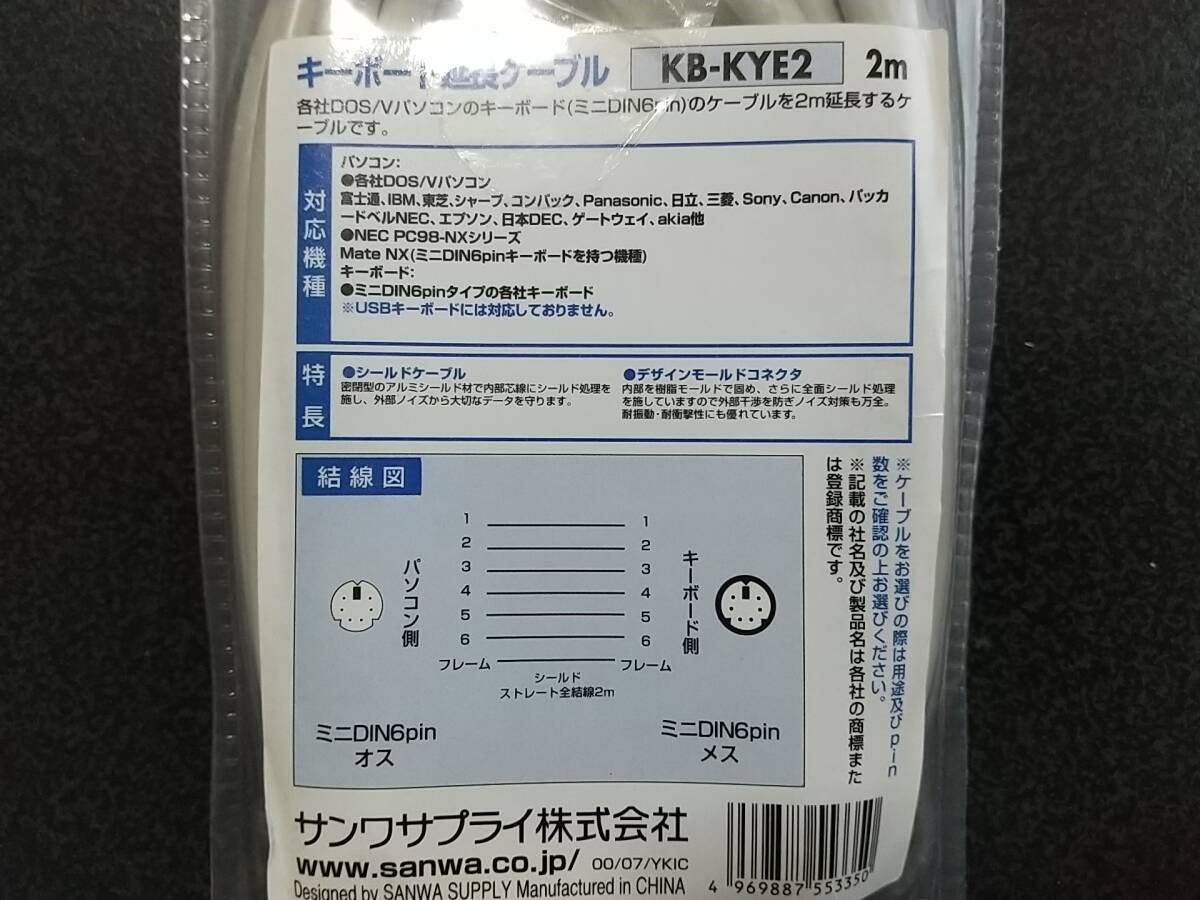 キーボード延長ケーブル KB-KYE2 2m
各社DOS/Vパソコンのキーボード(ミニDIN6pin)のケーブルを2m延長するケ
ーブルです。
対応機種
パソコン:
●各社DOS/Vパソコン
富士通、IBM、東芝、シャープ、コンパック、Panasonic、日立、三菱、Sony、Canon、パッカ
ードベルNEC、エプソン、日本DEC、ゲートウェイ、akia他
●NEC PC98-NXシリーズ
Mate NX(ミニDIN6pinキーボードを持つ機種)
キーボード:
●ミニDIN6pinタイプの各社キーボード
※USBキーボードには対応しておりません。
特長
●シールドケーブル
密閉型のアルミシールド材で内部芯線にシールド処理を
施し、外部ノイズから大切なデータを守ります。
●デザインモールドコネクタ
内部を樹脂モールドで固め、さらに全面シールド処理
を施していますので外部干渉を防ぎノイズ対策も万全。
耐振動・耐衝撃性にも優れています。
結線図
パソコン側
1 1
2 2
3 3
4 4
5 5
6 6
フレーム フレーム
シールド
ストレート全結線2m
キーボード側
ミニDIN6pin
オス
ミニDIN6pin
メス
※ケーブルをお選びの際は用途及びpin
数をご確認の上お選びください。
※記載の社名及び製品名は各社の商標また
は登録商標です。
サンワサプライ株式会社
www.sanwa.co.jp/ 00/07/YKIC
Designed by SANWA SUPPLY Manufactured in CHINA
4 969887 553350